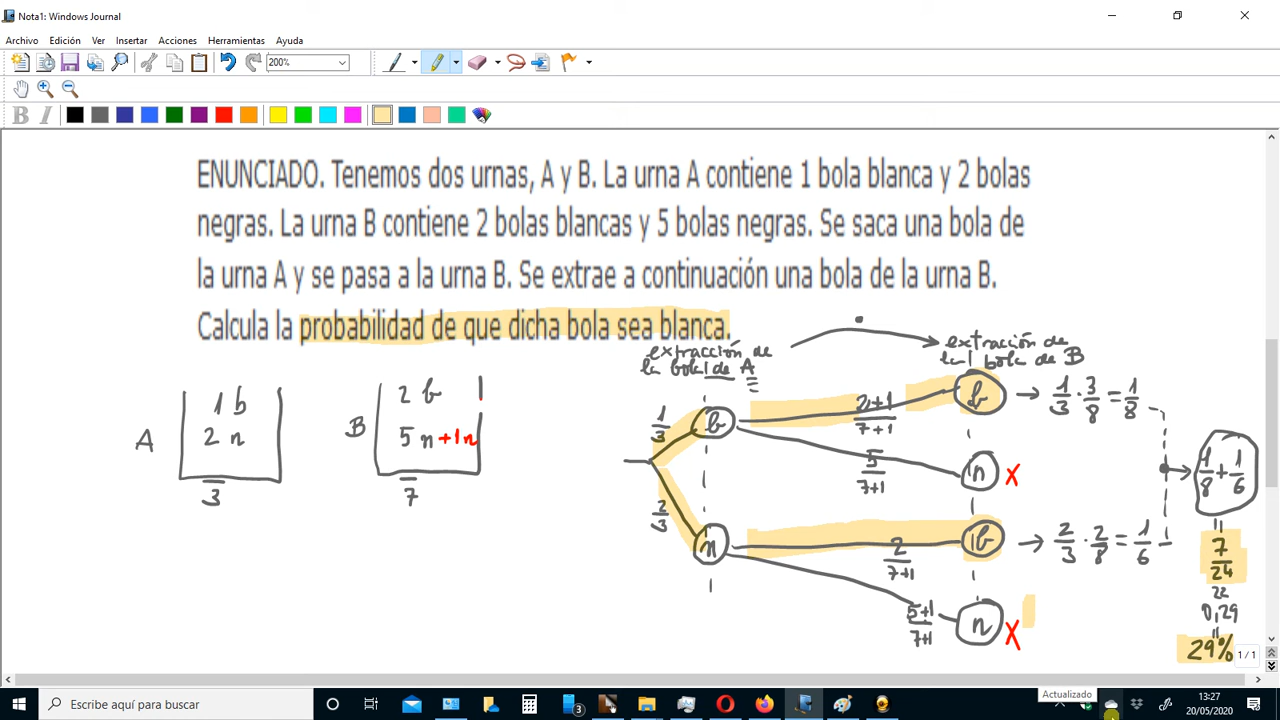 Nota1: Windows Journal
Archivo Edición Ver Insertar Acciones Herramientas Ayuda
200%
ENUNCIADO. Tenemos dos urnas, A y B. La urna A contiene 1 bola blanca y 2 bolas
negras. La urna B contiene 2 bolas blancas y 5 bolas negras. Se saca una bola de
la urna A y se pasa a la urna B. Se extrae a continuación una bola de la urna B.
Calcula la probabilidad de que dicha bola sea blanca.
extracción de
la bola de A
extracción de
la bola de B
A
1 b
2 n
3
B
2 b
5 n +1n
7
1/3
b
2+1/7+1
b
→ 1/3 · 3/8 = 1/8
5/7+1
n X
2/3
n
2/7+1
b
→ 2/3 · 2/8 = 1/6
5+1/7+1
n X
1/8 + 1/6
=
7/24
≈
0,29
=
29%
1 / 1
Actualizado
Escribe aquí para buscar
3
13:27
20/05/2020